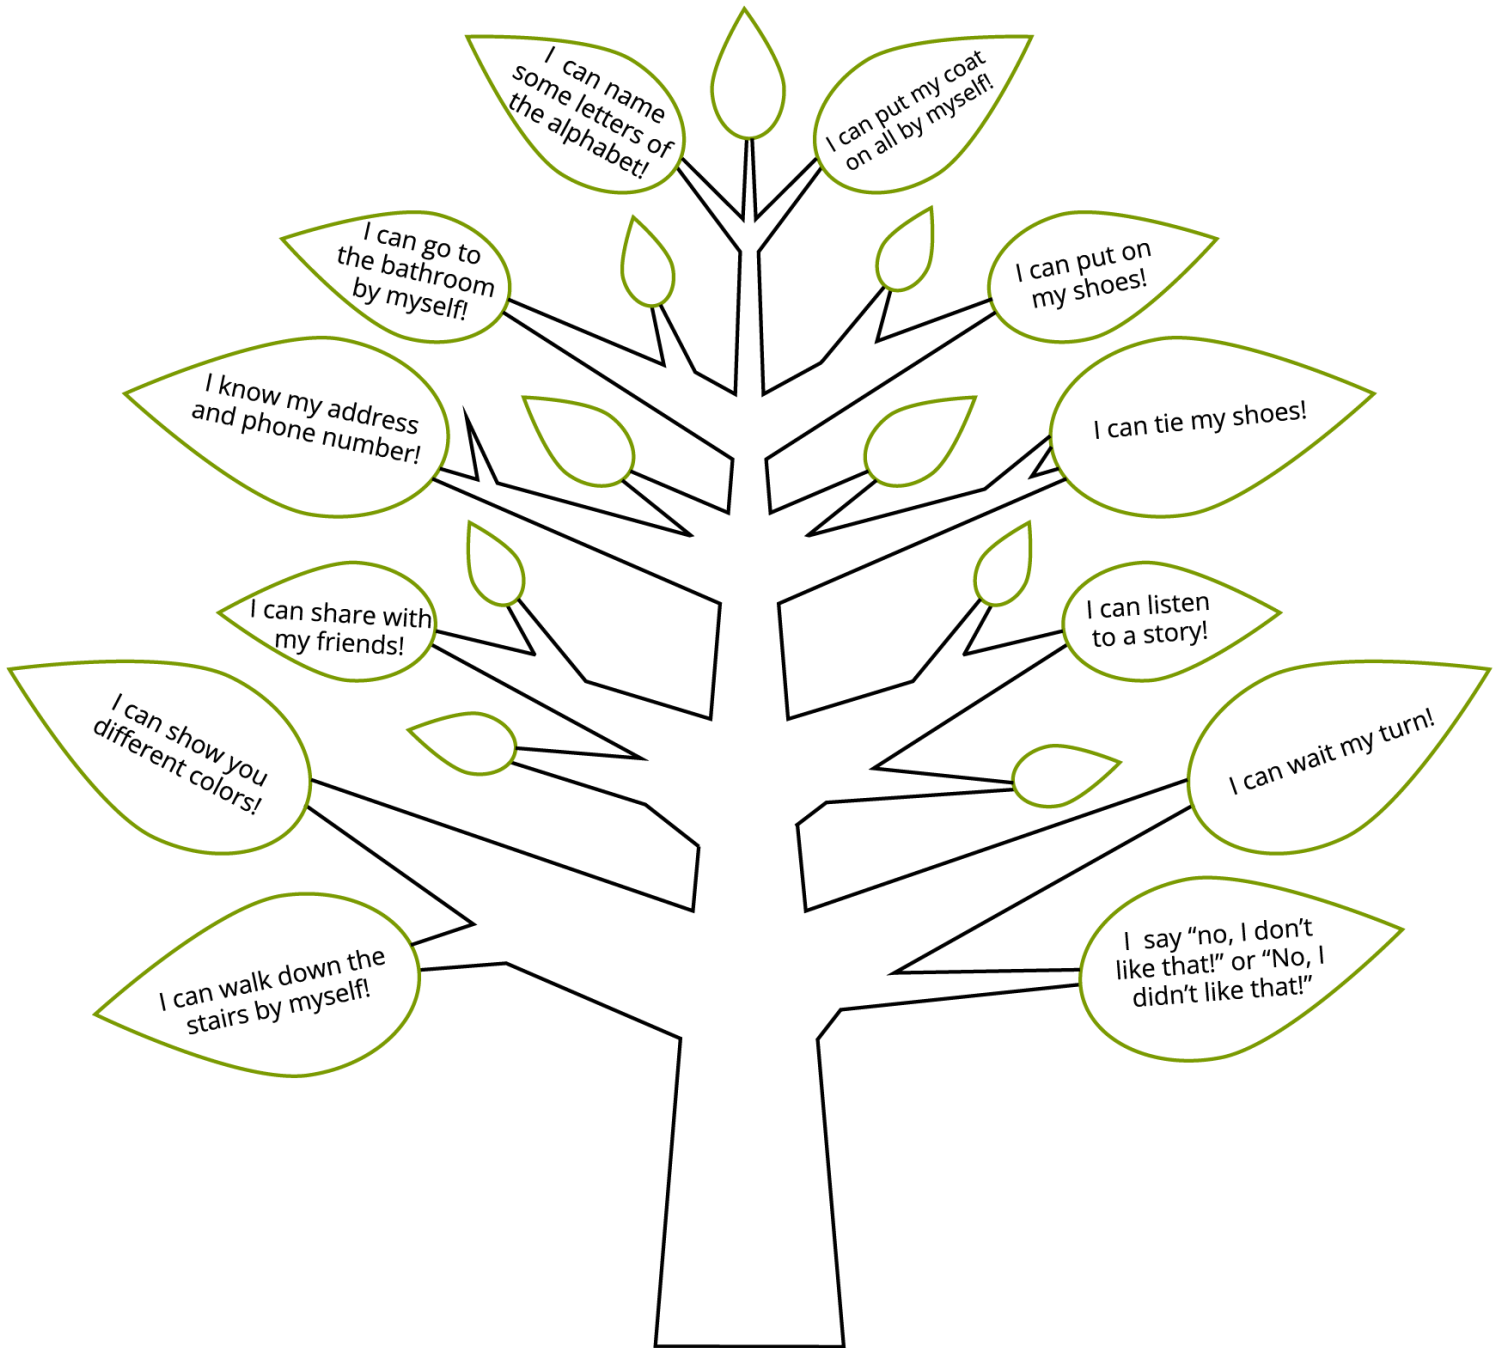 I can name
some letters of
the alphabet!
I can put my coat
on all by myself!
I can go to
the bathroom
by myself!
I can put on
my shoes!
I know my address
and phone number!
I can tie my shoes!
I can share with
my friends!
I can listen
to a story!
I can show you
different colors!
I can wait my turn!
I can walk down the
stairs by myself!
I say “no, I don’t
like that!” or “No, I
didn’t like that!”